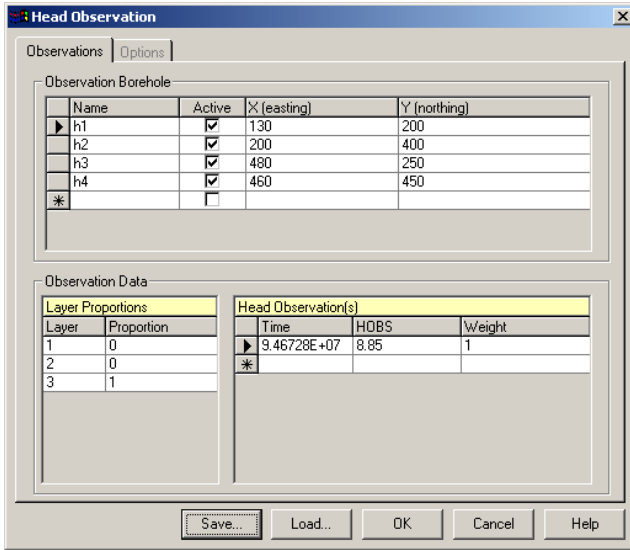 Head Observation
Observations Options
Observation Borehole
Name Active X (easting) Y (northing)
h1 130 200
h2 200 400
h3 480 250
h4 460 450
Observation Data
Layer Proportions Head Observation(s)
Layer Proportion Time HOBS Weight
1 0 9.46728E+07 8.85 1
2 0
3 1
Save... Load... OK Cancel Help